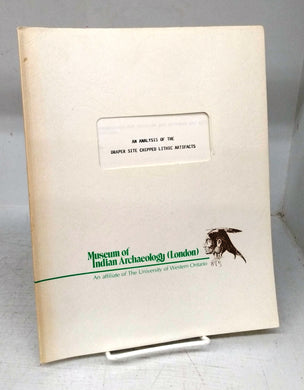 AN ANALYSIS OF THE
DRAPER SITE CHIPPED LITHIC ARTIFACTS
Museum of
Indian Archaeology (London)
An affiliate of The University of Western Ontario